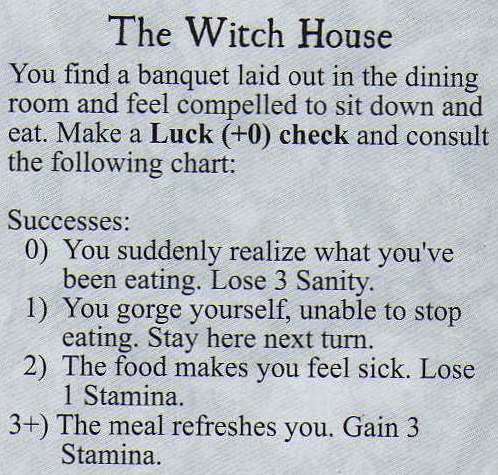 The Witch House
You find a banquet laid out in the dining
room and feel compelled to sit down and
eat. Make a Luck (+0) check and consult
the following chart:
Successes:
0) You suddenly realize what you've
been eating. Lose 3 Sanity.
1) You gorge yourself, unable to stop
eating. Stay here next turn.
2) The food makes you feel sick. Lose
1 Stamina.
3+) The meal refreshes you. Gain 3
Stamina.